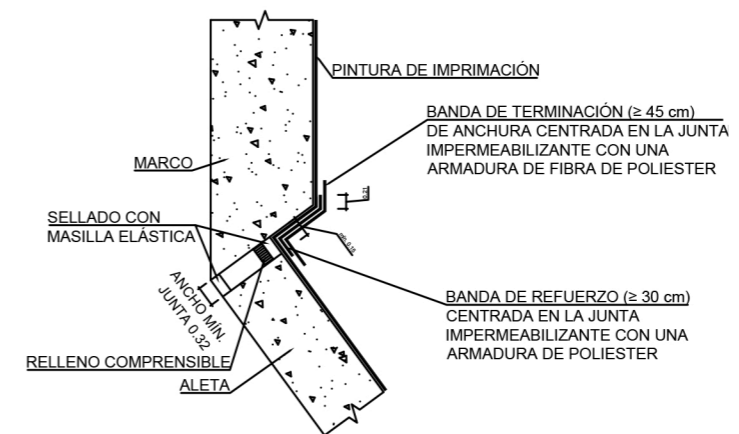 PINTURA DE IMPRIMACIÓN
BANDA DE TERMINACIÓN (≥ 45 cm)
DE ANCHURA CENTRADA EN LA JUNTA
IMPERMEABILIZANTE CON UNA
ARMADURA DE FIBRA DE POLIESTER
MARCO
SELLADO CON
MASILLA ELÁSTICA
ANCHO MÍN.
JUNTA 0.32
BANDA DE REFUERZO (≥ 30 cm)
CENTRADA EN LA JUNTA
IMPERMEABILIZANTE CON UNA
ARMADURA DE POLIESTER
RELLENO COMPRENSIBLE
ALETA